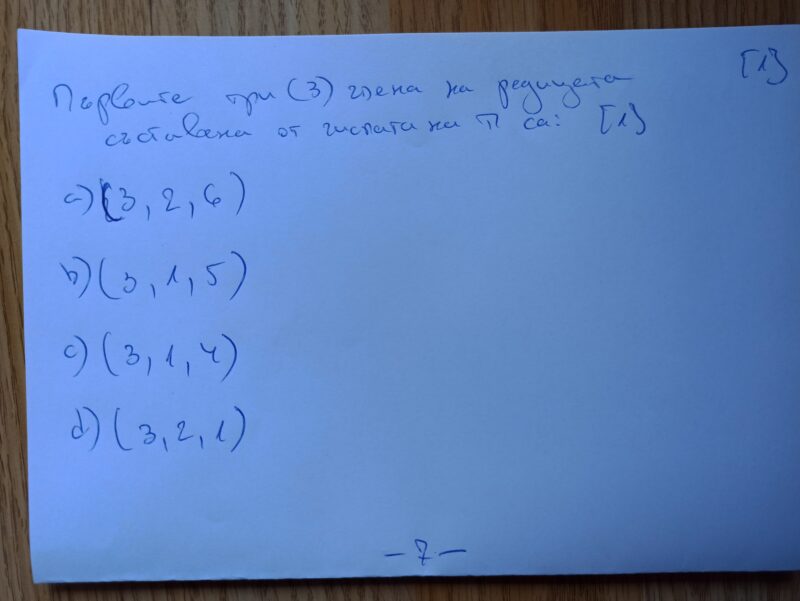 [1]
Първите три (3) члена на редицата
съставена от числата на π са: [1]
a) (3, 2, 6)
b) (3, 1, 5)
c) (3, 1, 4)
d) (3, 2, 1)
- 7 -